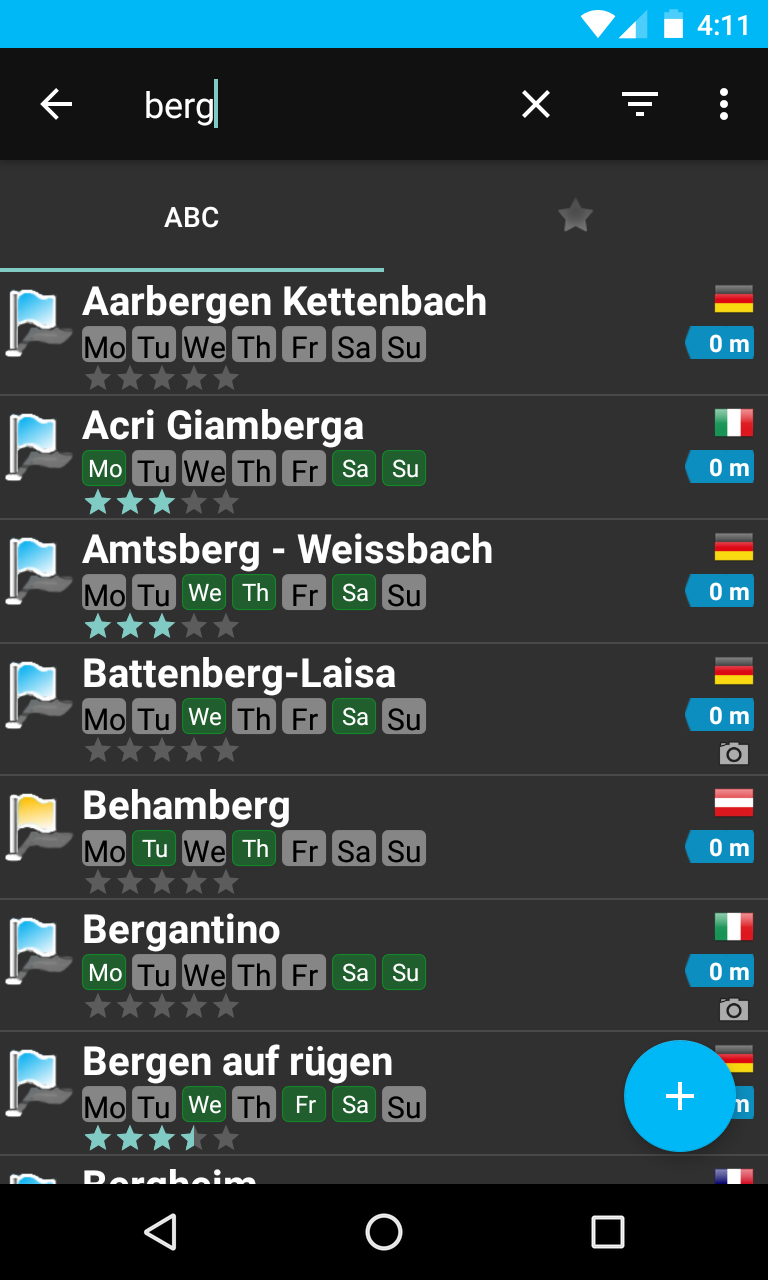 4:11
berg
ABC
Aarbergen Kettenbach
Mo Tu We Th Fr Sa Su
0 m
Acri Giamberga
Mo Tu We Th Fr Sa Su
0 m
Amtsberg - Weissbach
Mo Tu We Th Fr Sa Su
0 m
Battenberg-Laisa
Mo Tu We Th Fr Sa Su
0 m
Behamberg
Mo Tu We Th Fr Sa Su
0 m
Bergantino
Mo Tu We Th Fr Sa Su
0 m
Bergen auf rügen
Mo Tu We Th Fr Sa Su
m
Bergheim